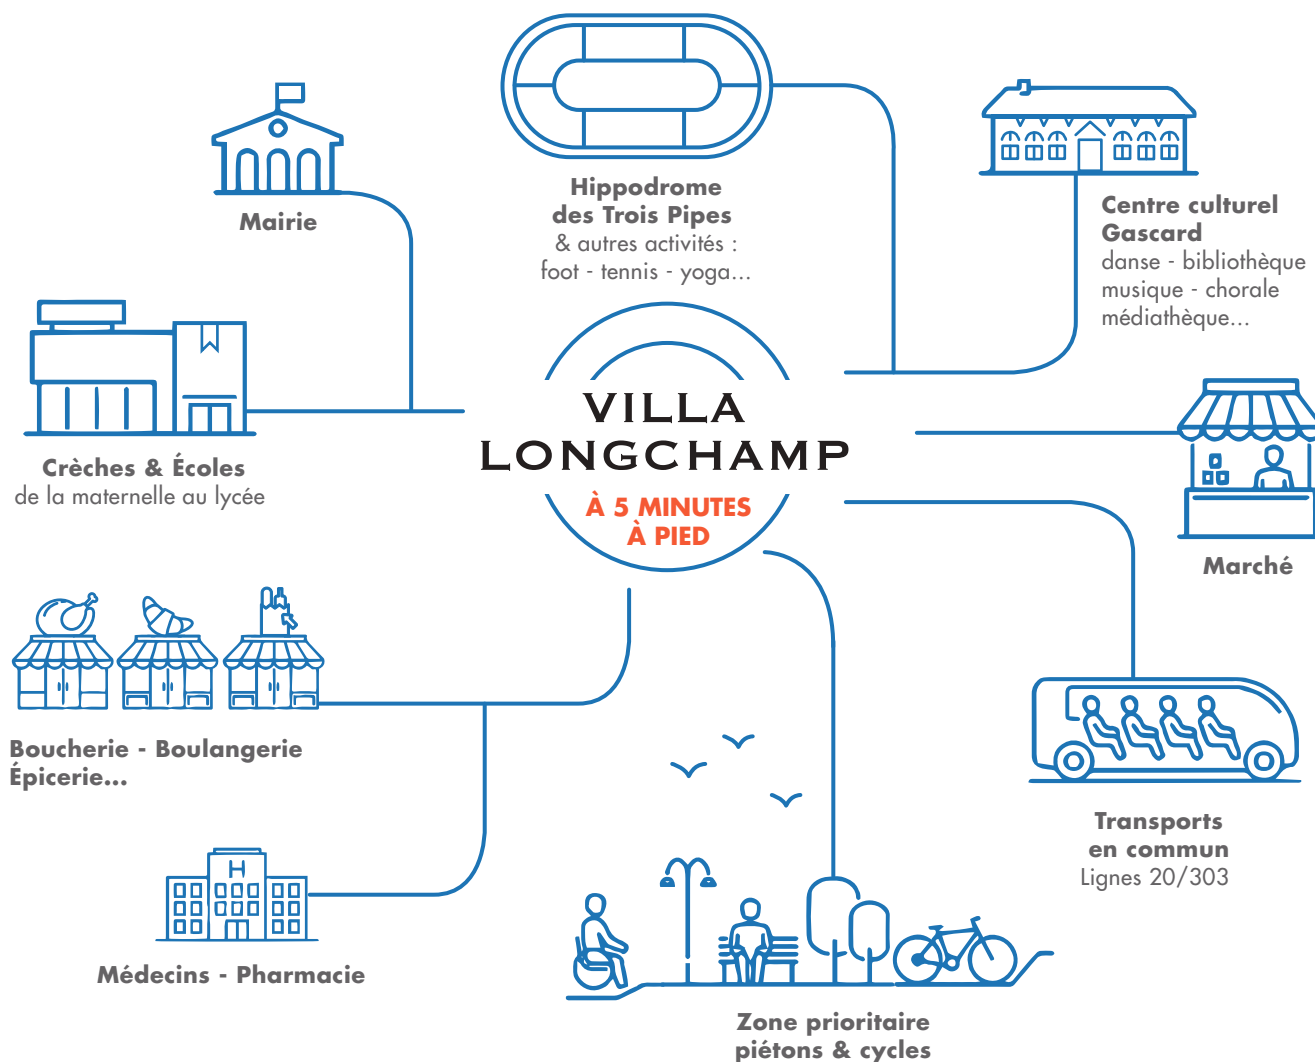 Mairie
Hippodrome
des Trois Pipes
& autres activités :
foot - tennis - yoga...
Centre culturel
Gascard
danse - bibliothèque
musique - chorale
médiathèque...
Crèches & Écoles
de la maternelle au lycée
VILLA
LONGCHAMP
À 5 MINUTES
À PIED
Marché
Boucherie - Boulangerie
Épicerie...
Transports
en commun
Lignes 20/303
H
Médecins - Pharmacie
Zone prioritaire
piétons & cycles